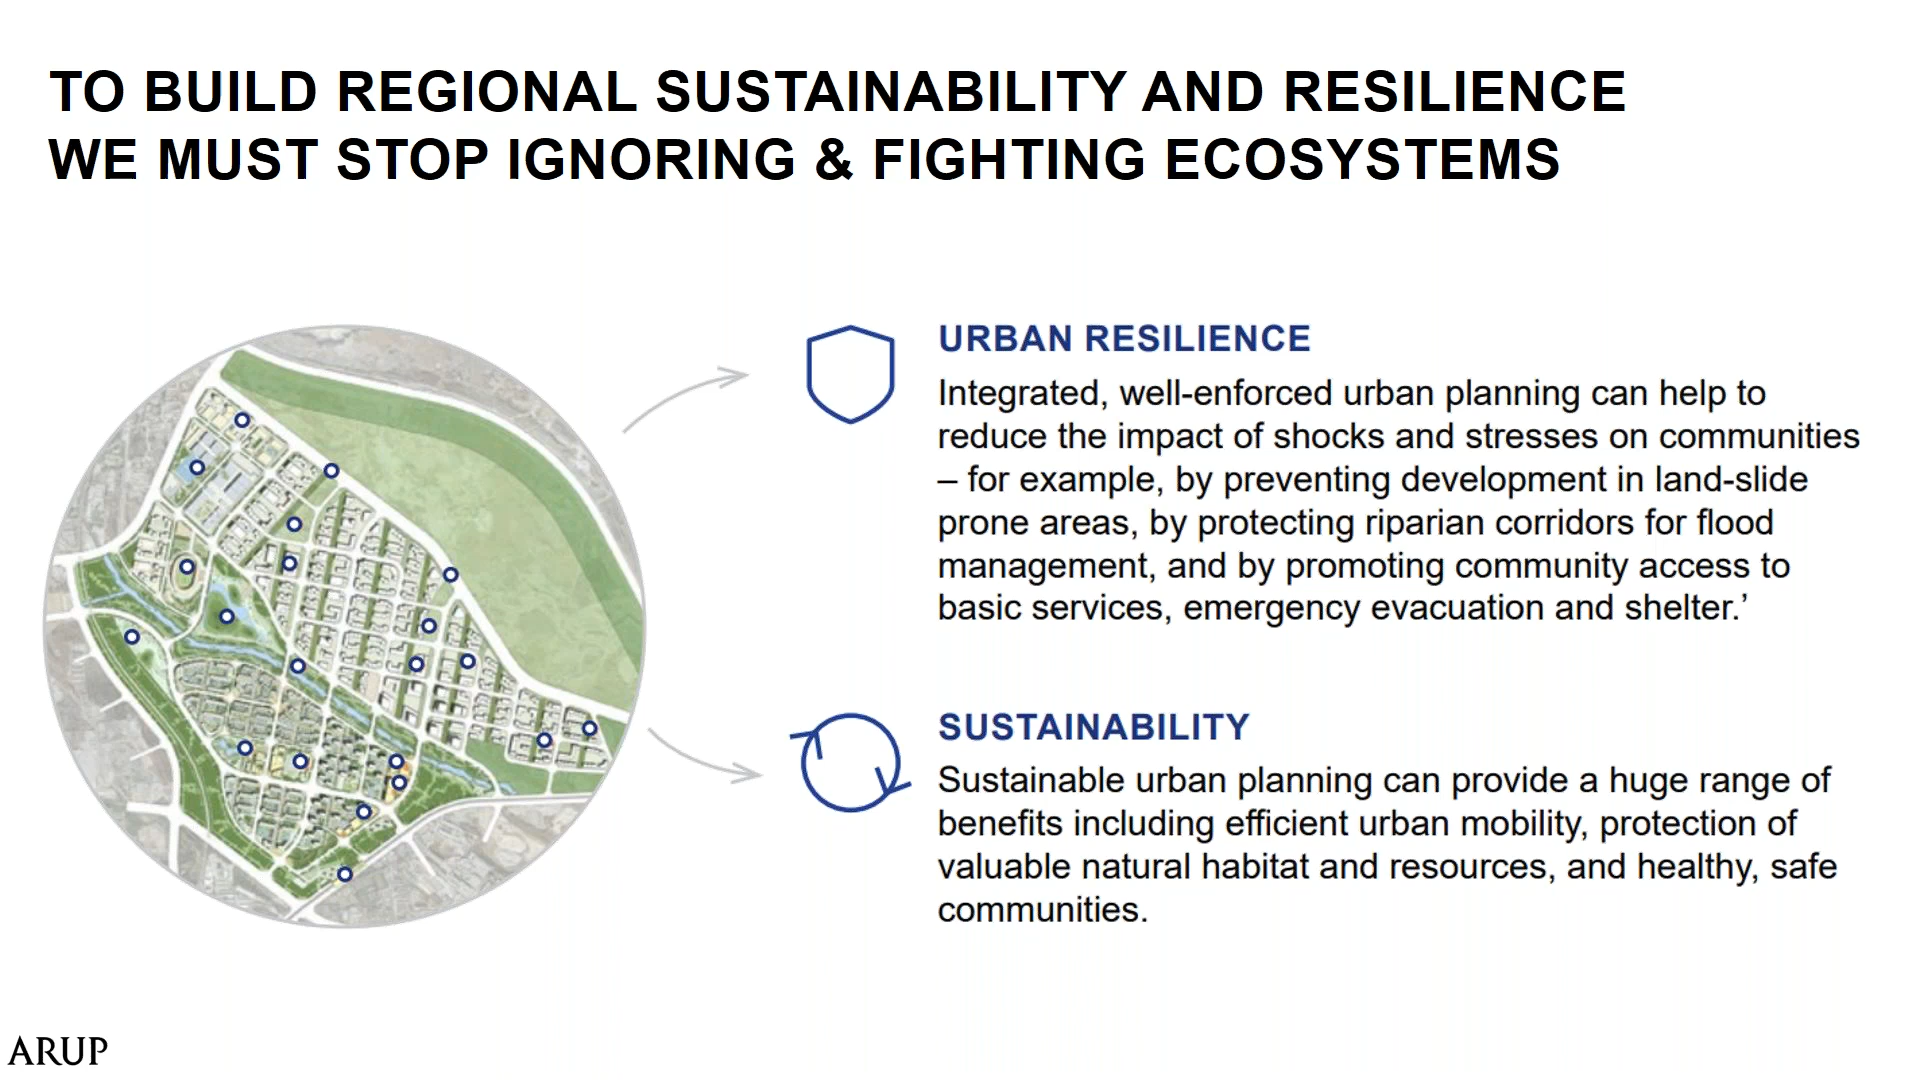 TO BUILD REGIONAL SUSTAINABILITY AND RESILIENCE
WE MUST STOP IGNORING & FIGHTING ECOSYSTEMS
URBAN RESILIENCE
Integrated, well-enforced urban planning can help to
reduce the impact of shocks and stresses on communities
– for example, by preventing development in land-slide
prone areas, by protecting riparian corridors for flood
management, and by promoting community access to
basic services, emergency evacuation and shelter.’
SUSTAINABILITY
Sustainable urban planning can provide a huge range of
benefits including efficient urban mobility, protection of
valuable natural habitat and resources, and healthy, safe
communities.
ARUP